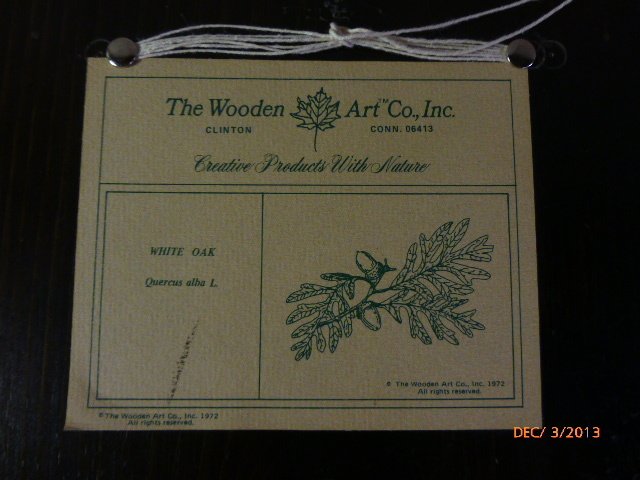 The Wooden Art™ Co., Inc.
CLINTON CONN. 06413
Creative Products With Nature
WHITE OAK
Quercus alba L.
© The Wooden Art Co., Inc. 1972
All rights reserved.
© The Wooden Art Co., Inc. 1972
All rights reserved.
DEC/ 3/2013